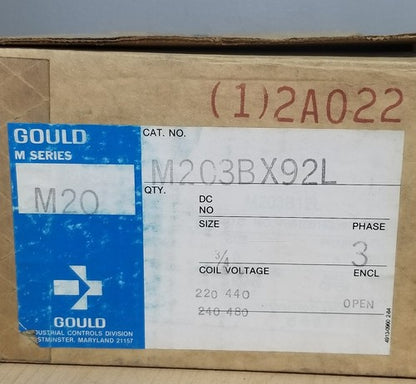 (1)2A022
GOULD
M SERIES
M20
CAT. NO.
M203BX92L
QTY.
DC
NO
SIZE
PHASE
3/4
3
COIL VOLTAGE
ENCL
220 440
240 480
OPEN
GOULD
INDUSTRIAL CONTROLS DIVISION
WESTMINSTER, MARYLAND 21157